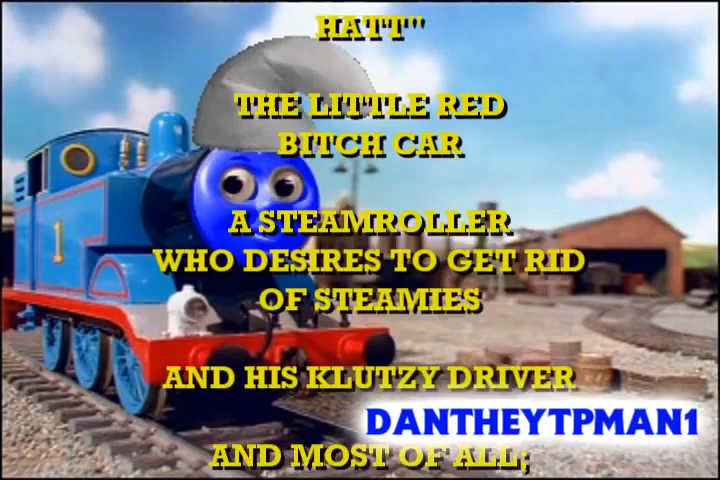 HATT"
THE LITTLE RED
BITCH CAR
A STEAMROLLER
WHO DESIRES TO GET RID
OF STEAMIES
1
AND HIS KLUTZY DRIVER
DANTHEYTPMAN1
AND MOST OF ALL;